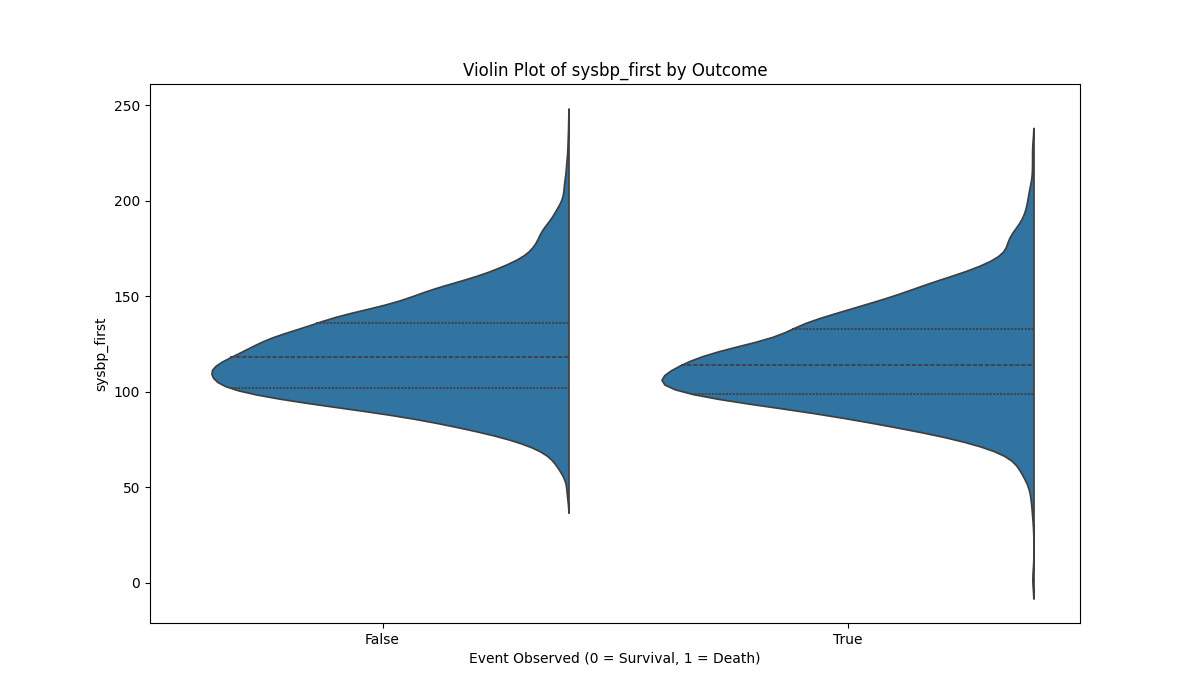 Violin Plot of sysbp_first by Outcome
250
200
150
100
50
0
sysbp_first
False
True
Event Observed (0 = Survival, 1 = Death)